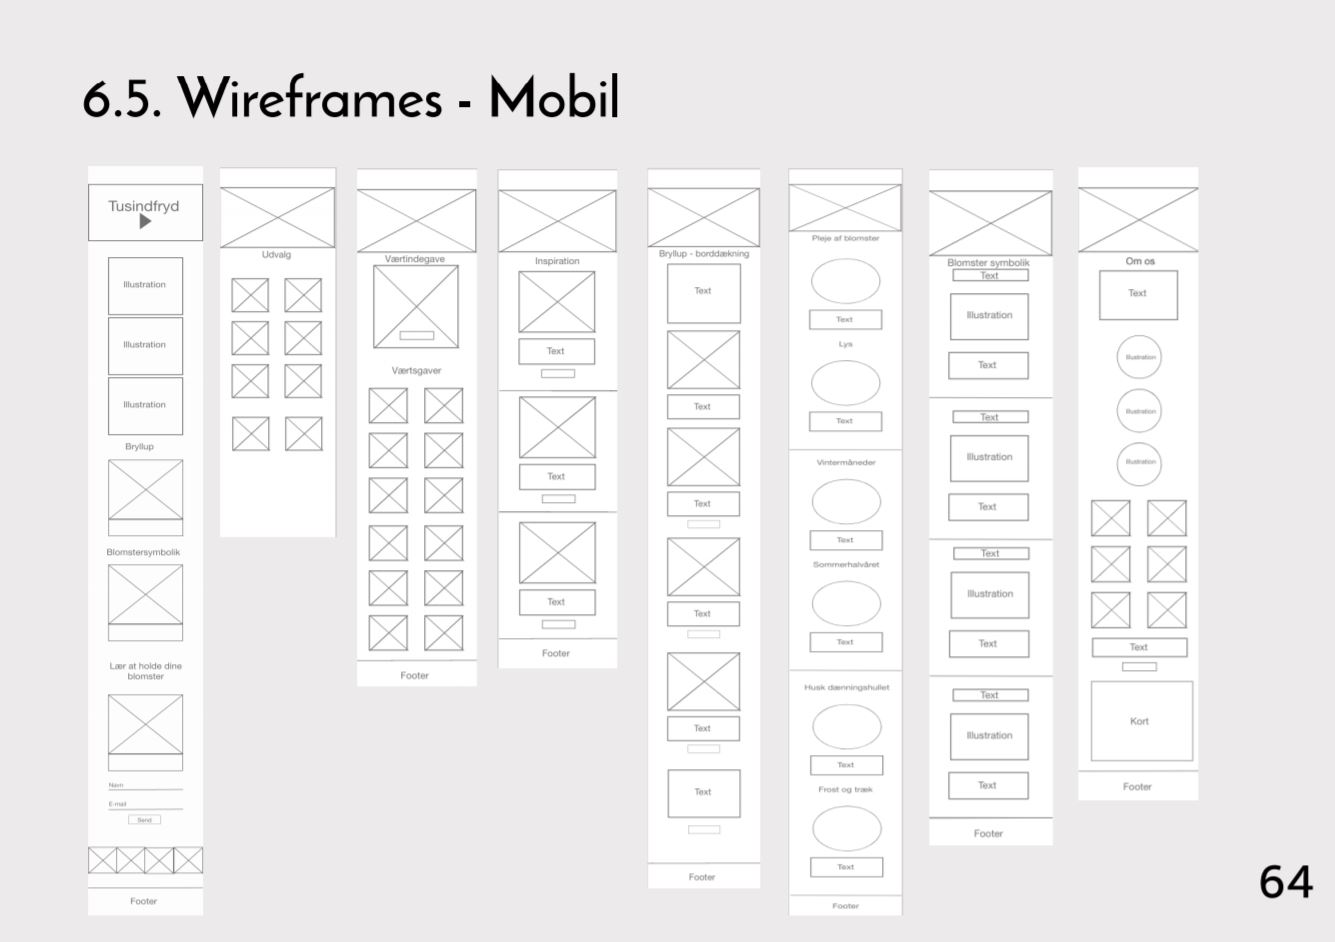 6.5. Wireframes - Mobil
Tusindfryd
Illustration
Illustration
Illustration
Bryllup
Blomstersymbolik
Lær at holde dine
blomster
Navn
E-mail
Send
Footer
Udvalg
Værtindegave
Værtsgaver
Footer
Inspiration
Text
Text
Text
Footer
Bryllup - borddækning
Text
Text
Text
Text
Text
Text
Footer
Pleje af blomster
Text
Lys
Text
Vintermåneder
Text
Sommerhalvåret
Text
Husk dænningshullet
Text
Frost og træk
Text
Footer
Blomster symbolik
Text
Illustration
Text
Text
Illustration
Text
Text
Illustration
Text
Text
Illustration
Text
Footer
Om os
Text
Illustration
Illustration
Illustration
Text
Kort
Footer
64